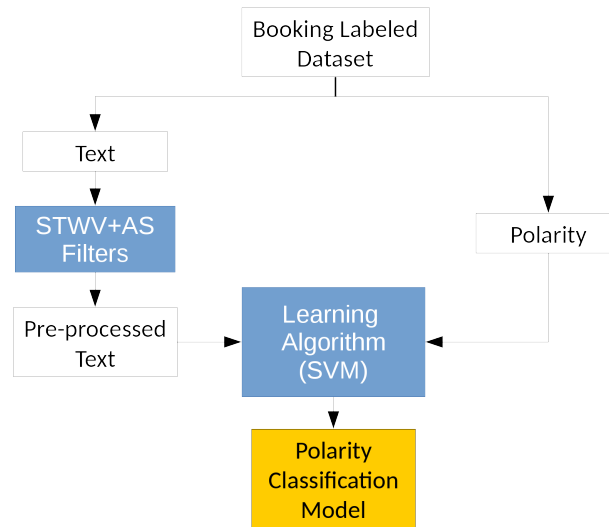 Booking Labeled
Dataset
Text
STWV+AS
Filters
Polarity
Pre-processed
Text
Learning
Algorithm
(SVM)
Polarity
Classification
Model